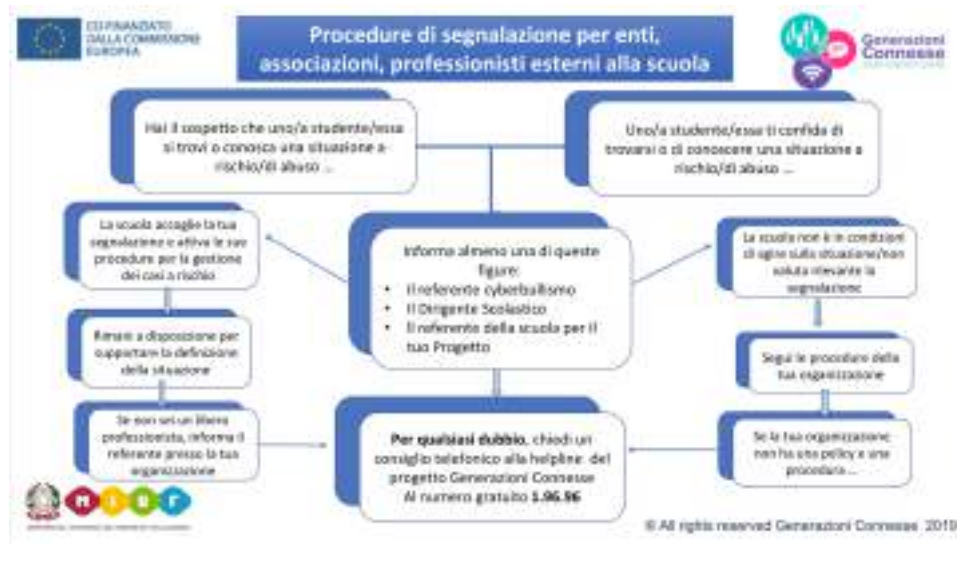 CO-FINANZIATO
DALLA COMMISSIONE
EUROPEA
Procedure di segnalazione per enti,
associazioni, professionisti esterni alla scuola
Generazioni
Connesse
Hai il sospetto che uno/a studente/essa
si trovi o conosca una situazione a
rischio/di abuso …
Uno/a studente/essa ti confida di
trovarsi o di conoscere una situazione a
rischio/di abuso …
La scuola accoglie la tua
segnalazione e attiva le sue
procedure per la gestione
dei casi a rischio
Informa almeno una di queste
figure:
• Il referente cyberbullismo
• Il Dirigente Scolastico
• Il referente della scuola per il
tuo Progetto
La scuola non è in condizioni
di agire sulla situazione/non
valuta rilevante la
segnalazione
Rimani a disposizione per
supportare la definizione
della situazione
Segui le procedure della
tua organizzazione
Se non sei un libero
professionista, informa il
referente presso la tua
organizzazione
Per qualsiasi dubbio, chiedi un
consiglio telefonico alla helpline del
progetto Generazioni Connesse
Al numero gratuito 1.96.96
Se la tua organizzazione
non ha una policy e una
procedura …
MIUR
© All rights reserved Generazioni Connesse 2019